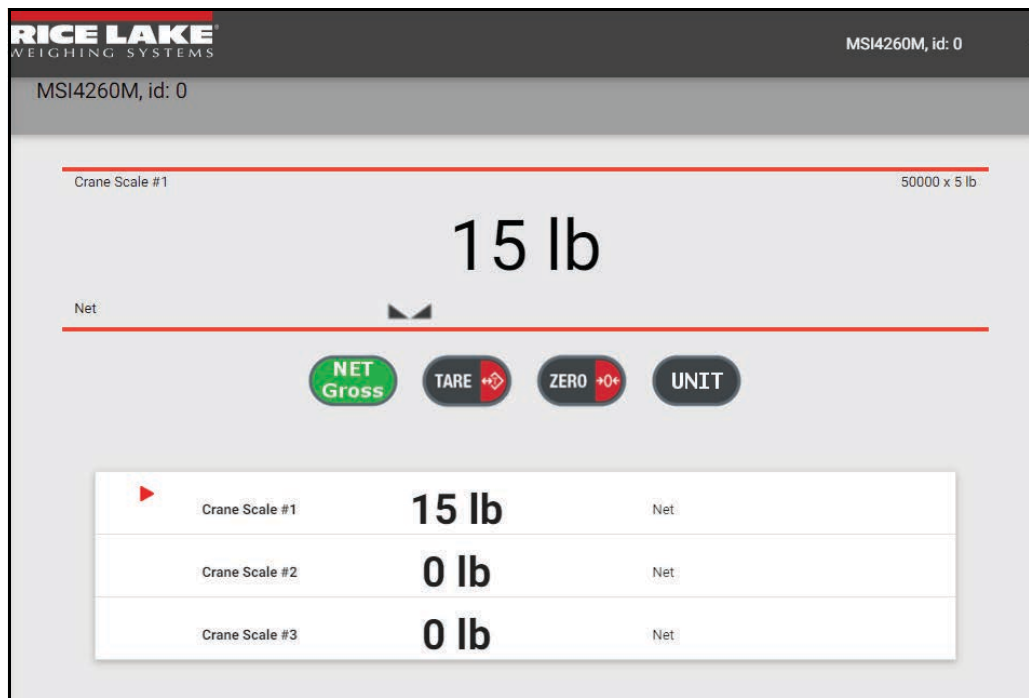 RICE LAKE
WEIGHING SYSTEMS
MSI4260M, id: 0
MSI4260M, id: 0
Crane Scale #1 50000 x 5 lb
15 lb
Net
NET
Gross
TARE
ZERO →0←
UNIT
Crane Scale #1 15 lb Net
Crane Scale #2 0 lb Net
Crane Scale #3 0 lb Net